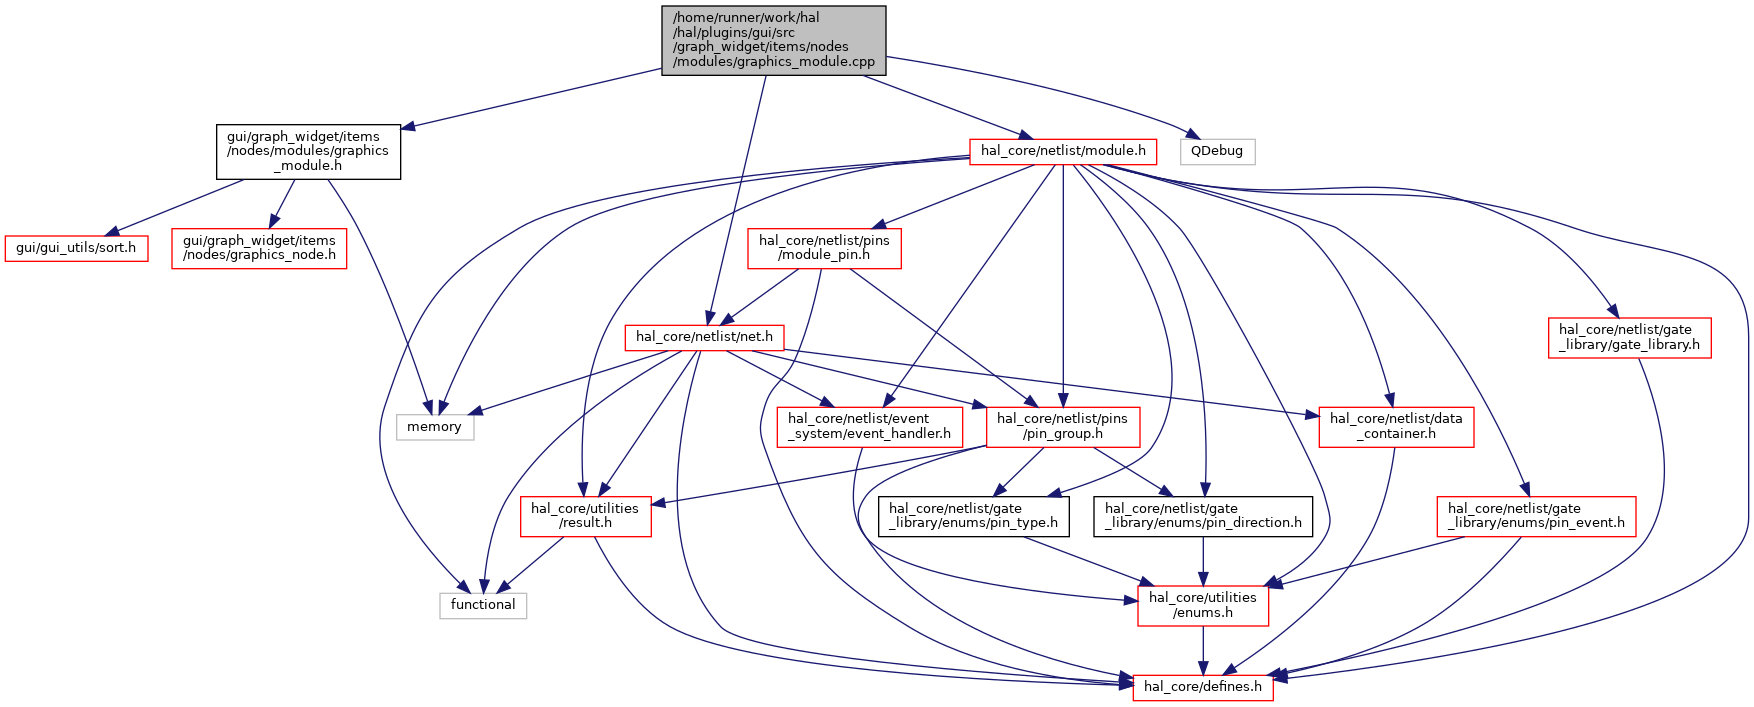 /home/runner/work/hal
/hal/plugins/gui/src
/graph_widget/items/nodes
/modules/graphics_module.cpp
gui/graph_widget/items
/nodes/modules/graphics
_module.h
hal_core/netlist/module.h
QDebug
gui/gui_utils/sort.h
gui/graph_widget/items
/nodes/graphics_node.h
hal_core/netlist/pins
/module_pin.h
hal_core/netlist/net.h
hal_core/netlist/gate
_library/gate_library.h
memory
hal_core/netlist/event
_system/event_handler.h
hal_core/netlist/pins
/pin_group.h
hal_core/netlist/data
_container.h
hal_core/utilities
/result.h
hal_core/netlist/gate
_library/enums/pin_type.h
hal_core/netlist/gate
_library/enums/pin_direction.h
hal_core/netlist/gate
_library/enums/pin_event.h
functional
hal_core/utilities
/enums.h
hal_core/defines.h